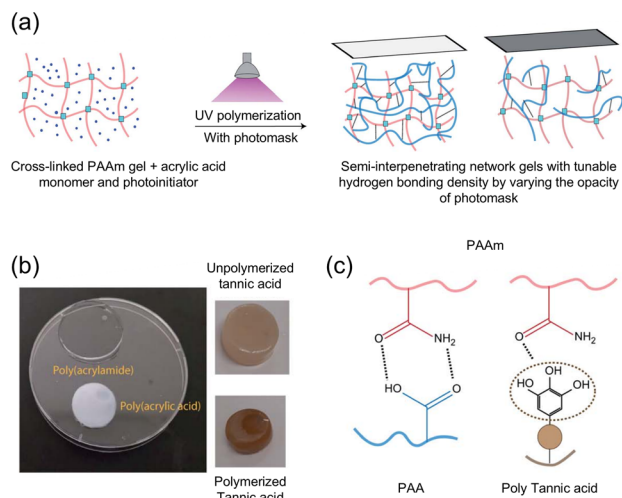 (a)
UV polymerization
With photomask
Cross-linked PAAm gel + acrylic acid
monomer and photoinitiator
Semi-interpenetrating network gels with tunable
hydrogen bonding density by varying the opacity
of photomask
(b)
Unpolymerized
tannic acid
Poly(acrylamide)
Poly(acrylic acid)
Polymerized
Tannic acid
(c)
PAAm
O
NH2
HO
O
PAA
O
NH2
OH
HO
OH
Poly Tannic acid